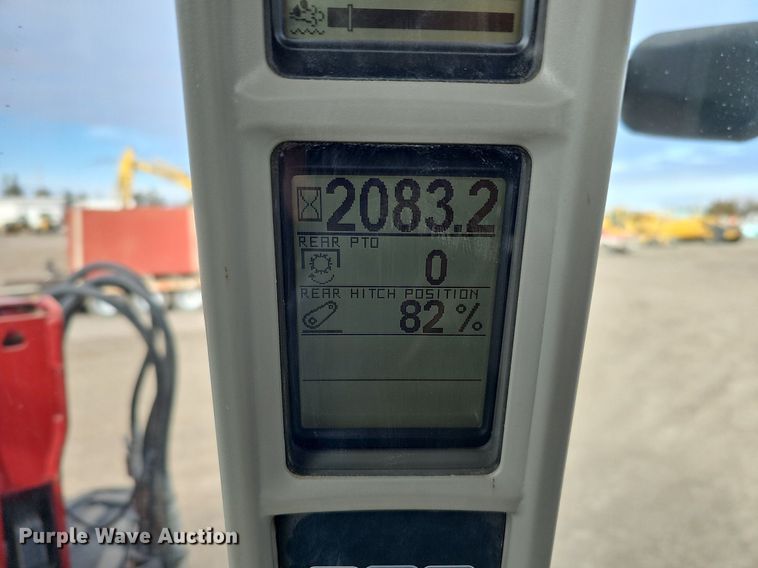 2083.2
REAR PTO
0
REAR HITCH POSITION
82 %
Purple Wave Auction